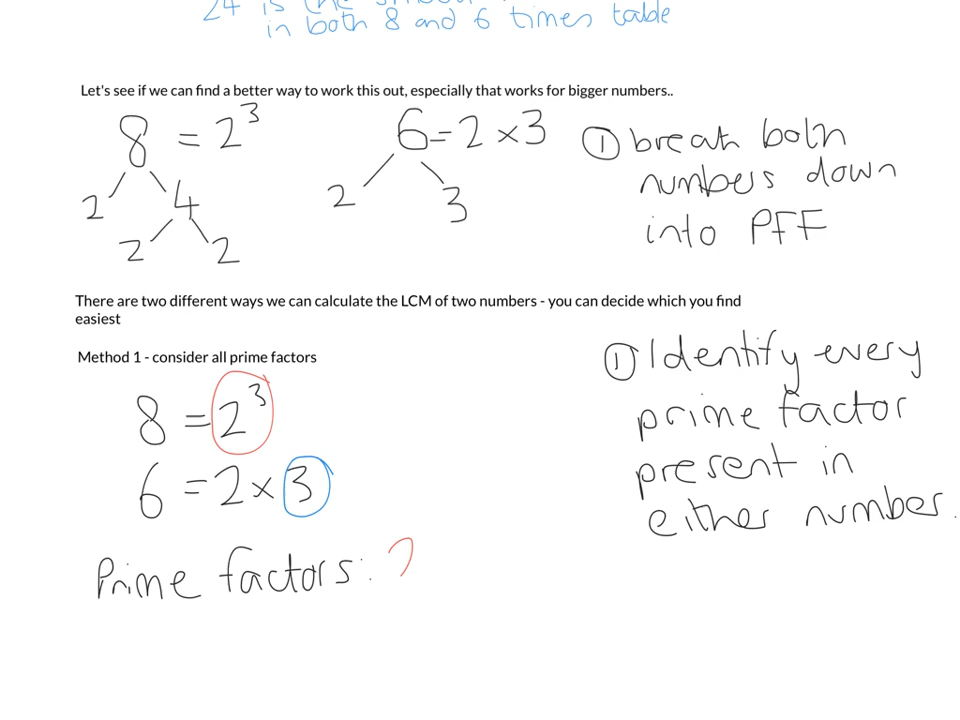 24 is the
in both 8 and 6 times table
Let's see if we can find a better way to work this out, especially that works for bigger numbers..
8 = 2³
6=2×3
① break both
numbers down
into PFF
2 4
2 3
2 2
There are two different ways we can calculate the LCM of two numbers - you can decide which you find
easiest
Method 1 - consider all prime factors
① Identify every
prime factor
present in
either number.
8 = 2³
6 = 2 × 3
Prime factors: